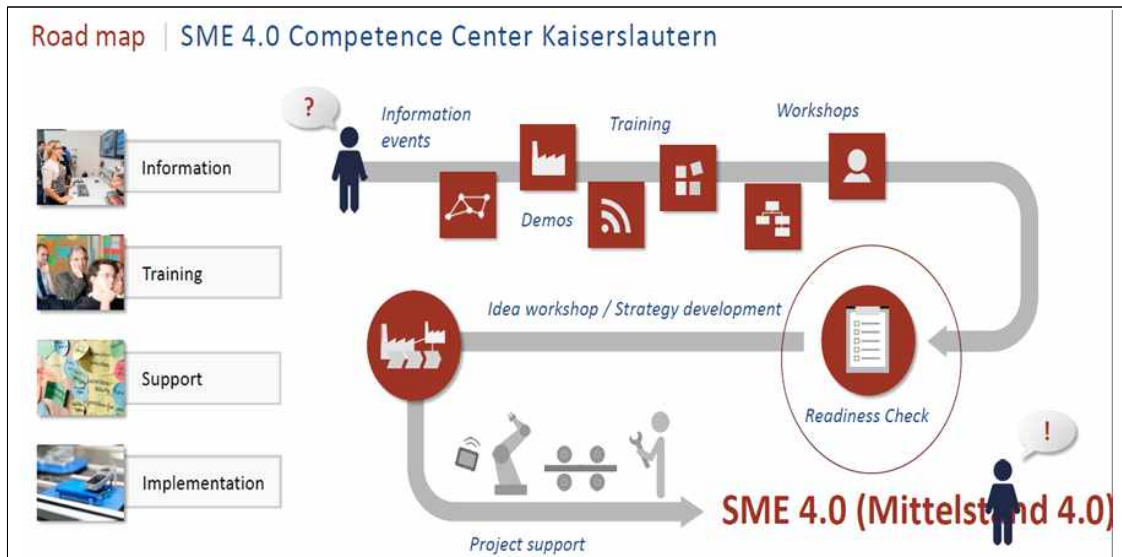 Road map | SME 4.0 Competence Center Kaiserslautern
?
Information
events
Training
Workshops
Information
Demos
Training
Idea workshop / Strategy development
Support
Readiness Check
!
Implementation
SME 4.0 (Mittelstand 4.0)
Project support